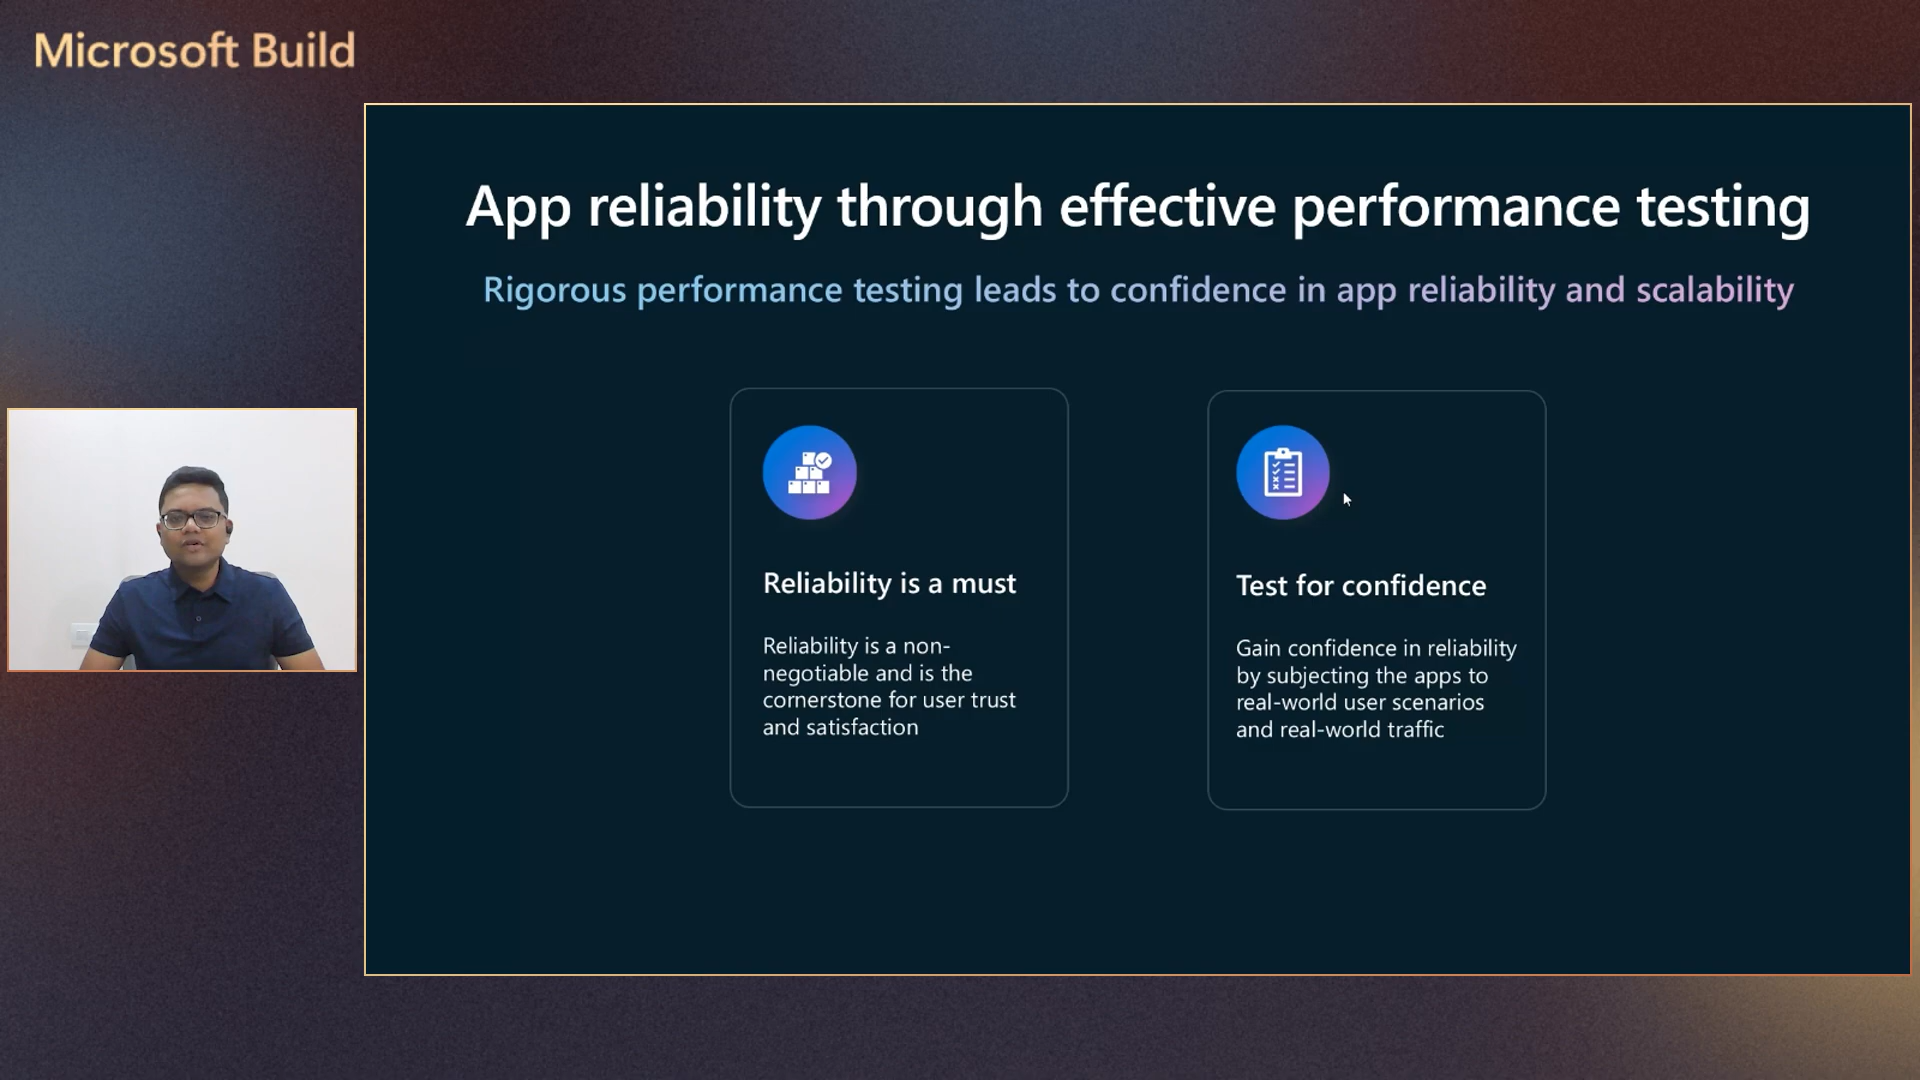 Microsoft Build
App reliability through effective performance testing
Rigorous performance testing leads to confidence in app reliability and scalability
Reliability is a must
Reliability is a non-
negotiable and is the
cornerstone for user trust
and satisfaction
Test for confidence
Gain confidence in reliability
by subjecting the apps to
real-world user scenarios
and real-world traffic